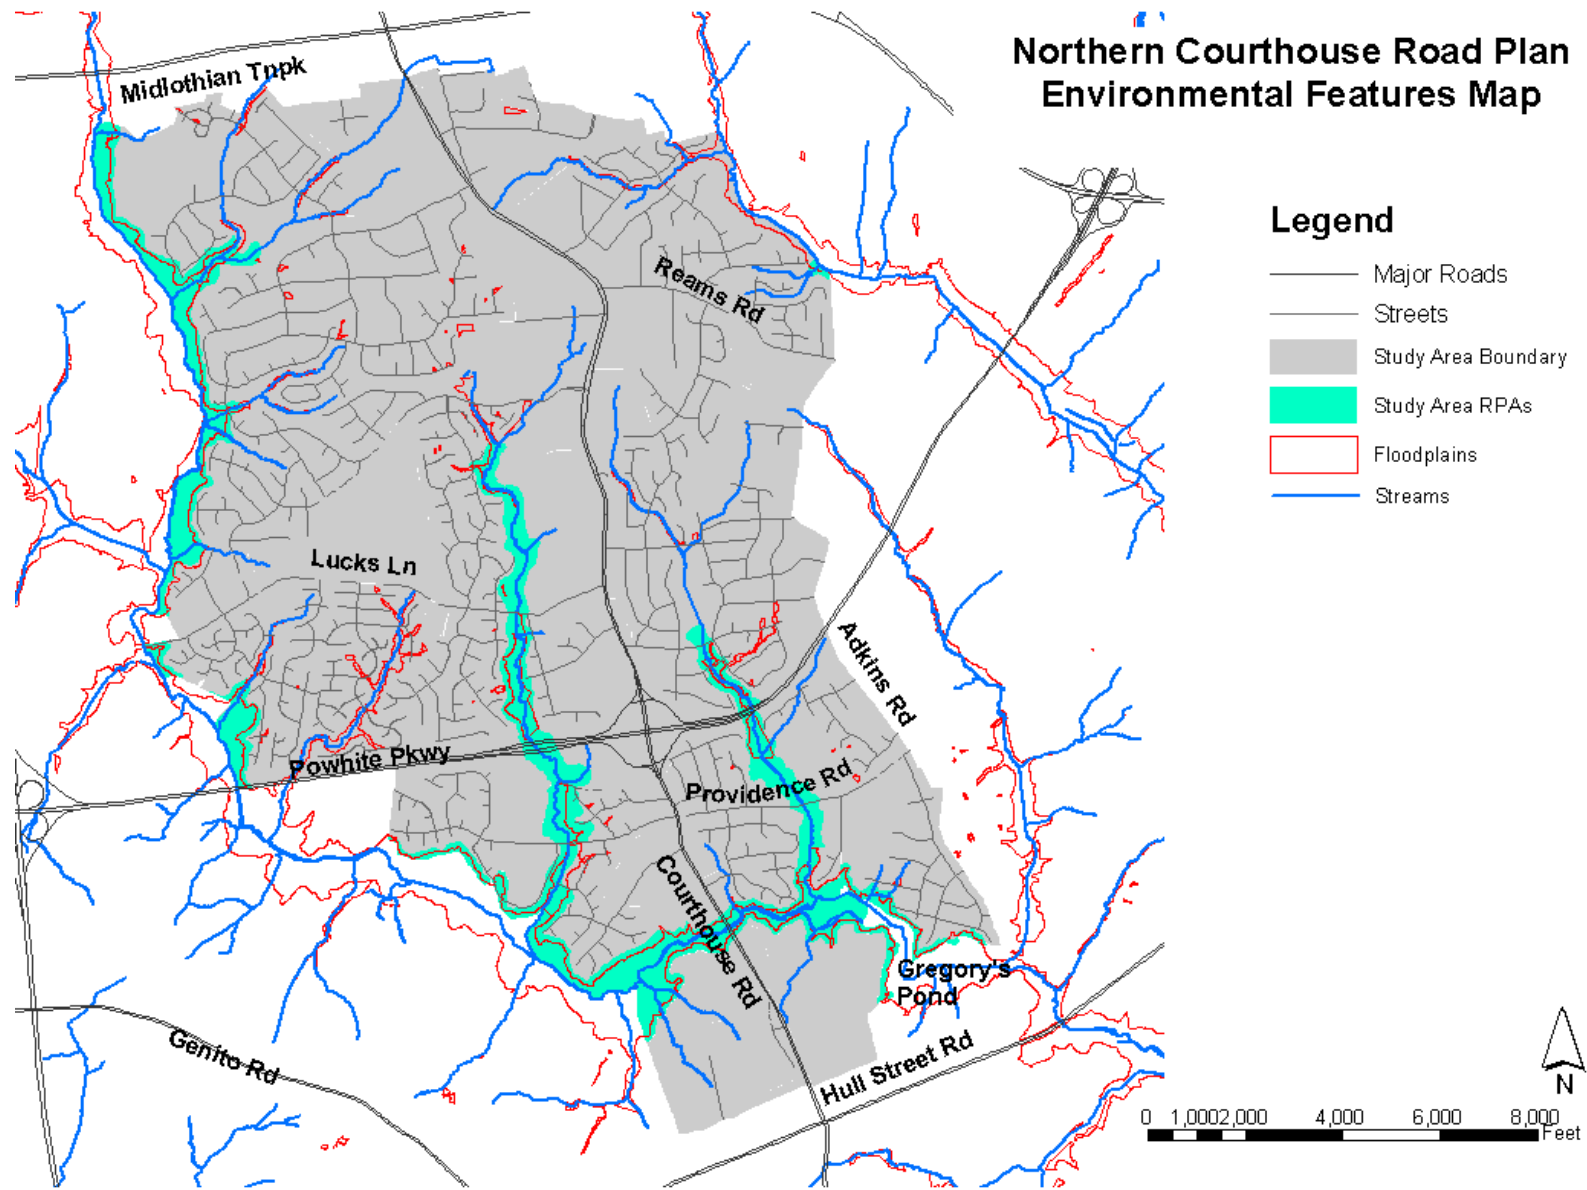 Northern Courthouse Road Plan
Environmental Features Map
Midlothian Tnpk
Legend
Major Roads
Streets
Study Area Boundary
Study Area RPAs
Floodplains
Streams
Reams Rd
Lucks Ln
Adkins Rd
Powhite Pkwy
Providence Rd
Courthouse Rd
Gregory's
Pond
Genito Rd
Hull Street Rd
N
0 1,0002,000 4,000 6,000 8,000
Feet